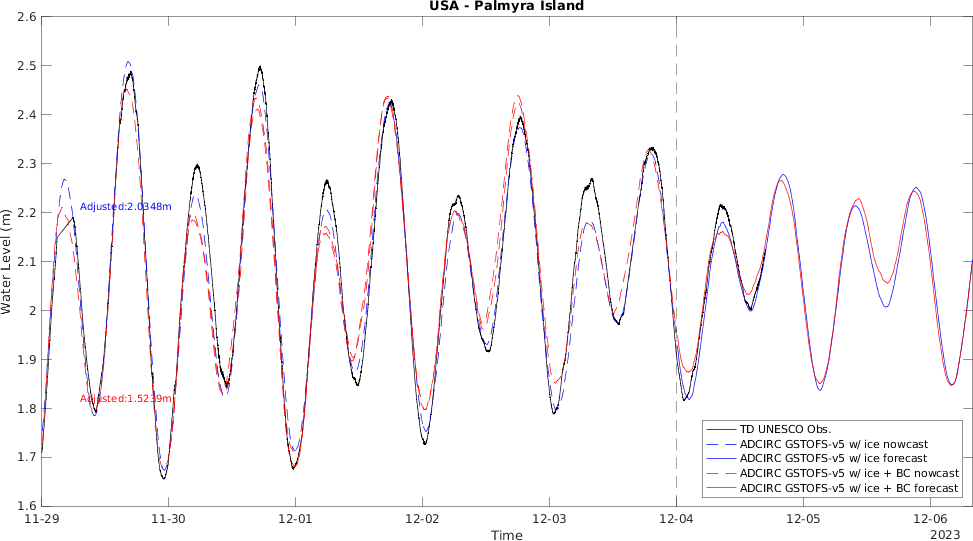 USA - Palmyra Island
2.6
2.5
2.4
2.3
2.2
2.1
2
1.9
1.8
1.7
1.6
Water Level (m)
Adjusted:2.0348m
Adjusted:1.5239m
TD UNESCO Obs.
ADCIRC GSTOFS-v5 w/ ice nowcast
ADCIRC GSTOFS-v5 w/ ice forecast
ADCIRC GSTOFS-v5 w/ ice + BC nowcast
ADCIRC GSTOFS-v5 w/ ice + BC forecast
11-29 11-30 12-01 12-02 12-03 12-04 12-05 12-06
Time
2023